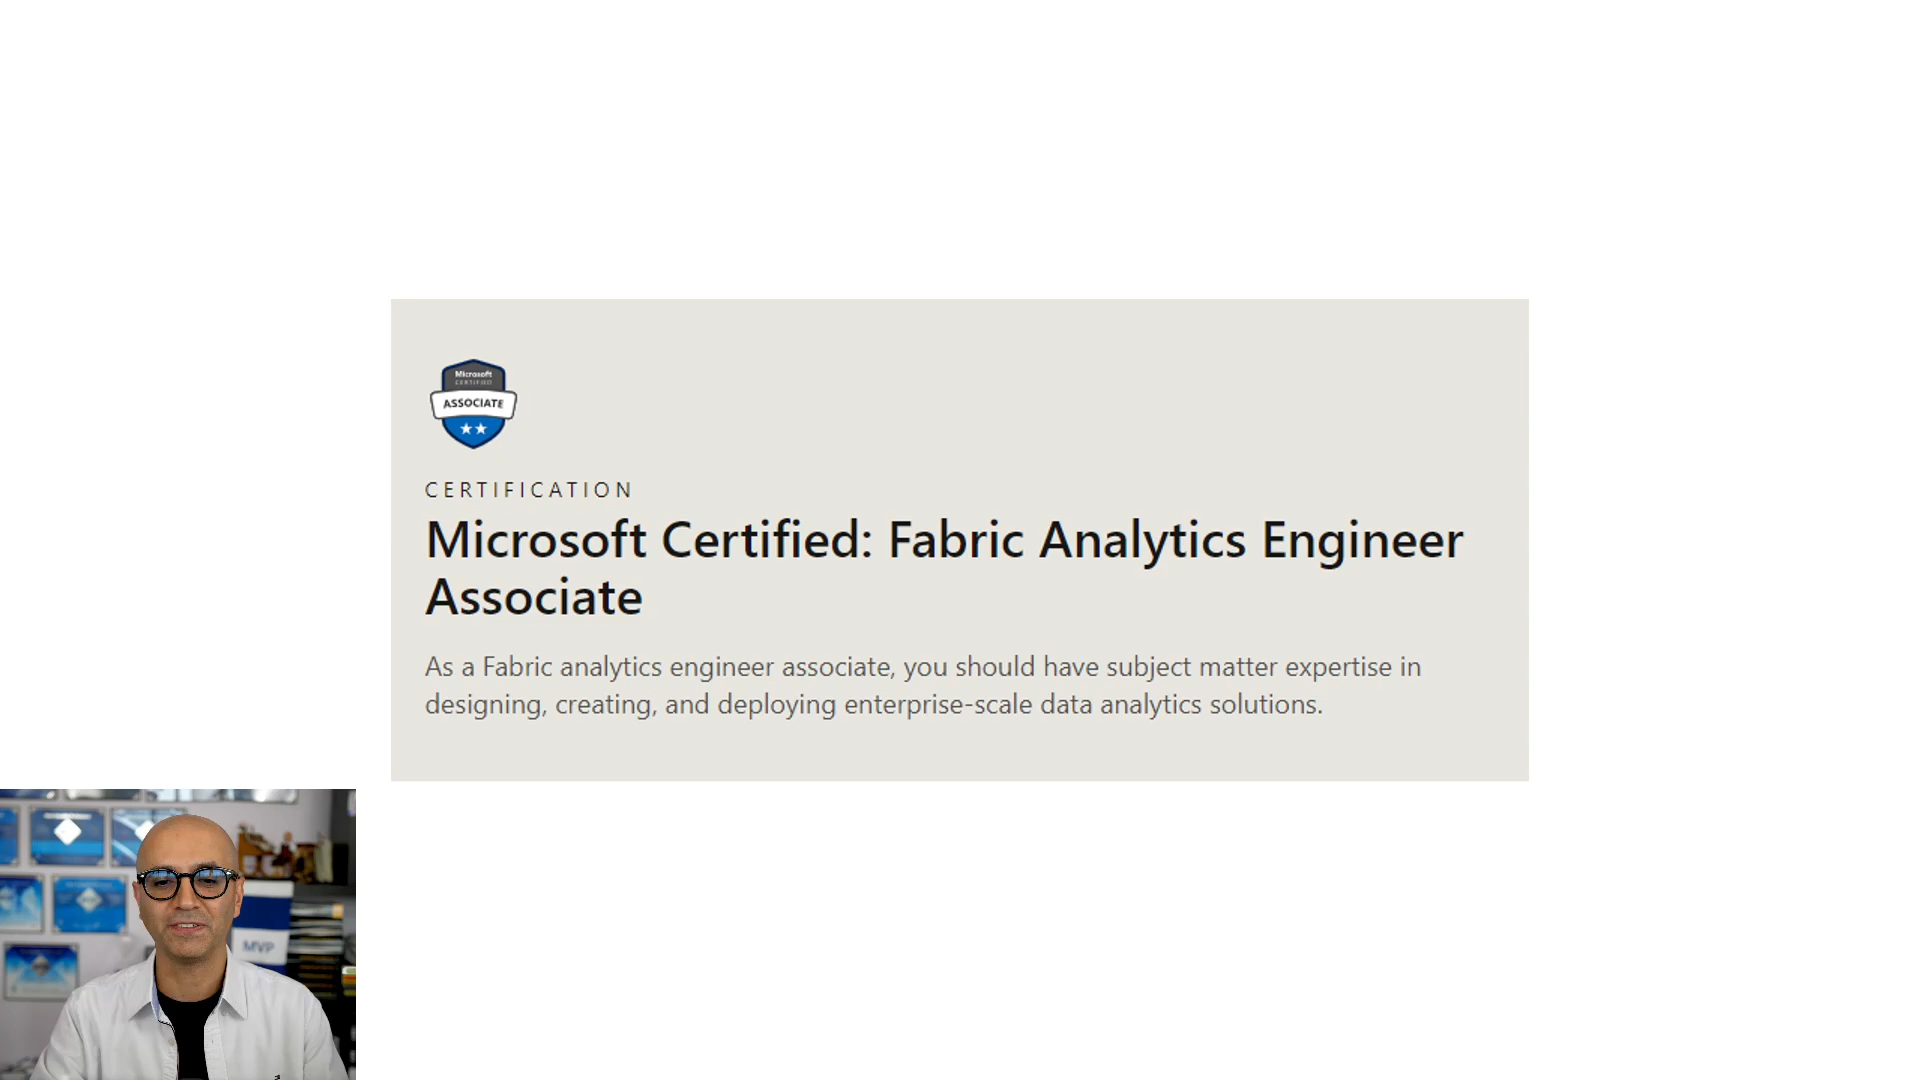 Microsoft
CERTIFIED
ASSOCIATE
CERTIFICATION
Microsoft Certified: Fabric Analytics Engineer
Associate
As a Fabric analytics engineer associate, you should have subject matter expertise in
designing, creating, and deploying enterprise-scale data analytics solutions.
MVP